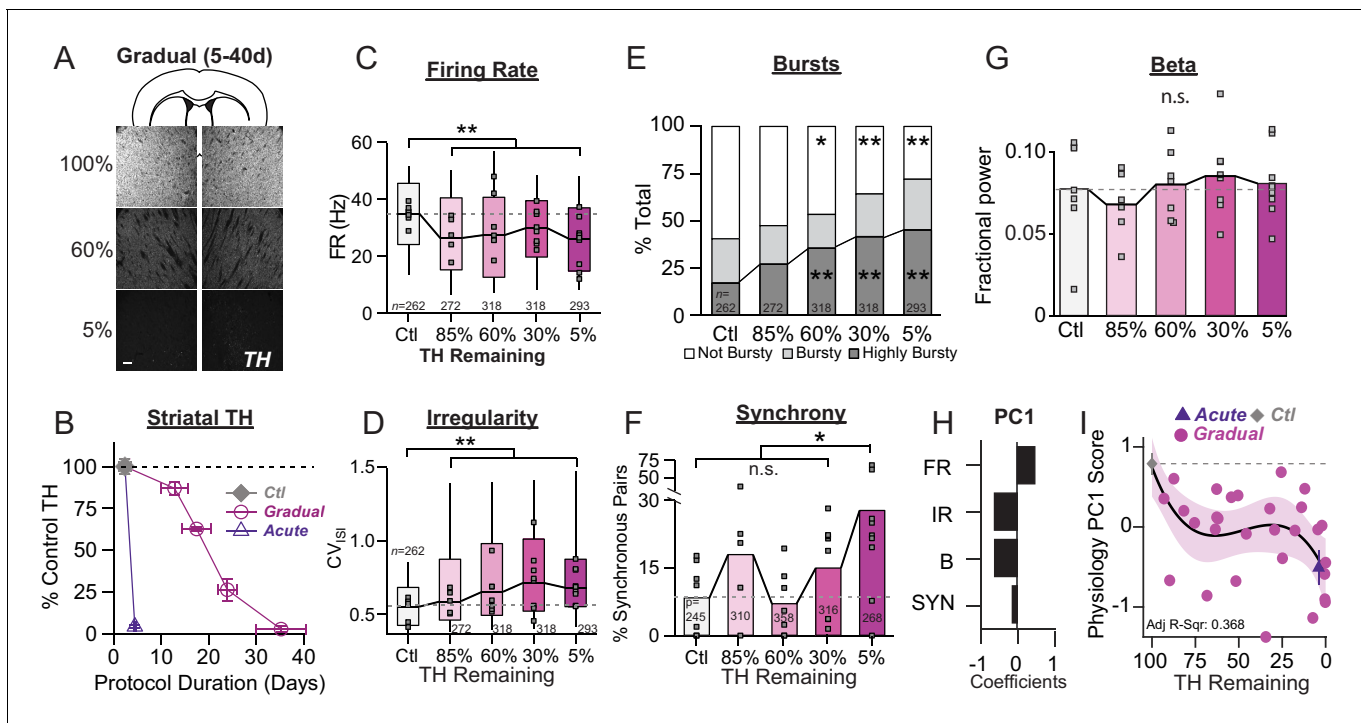 A
Gradual (5-40d)
100%
60%
5%
TH
B
Striatal TH
% Control TH
100
75
50
25
0
Ctl
Gradual
Acute
0 10 20 30 40
Protocol Duration (Days)
C
Firing Rate
**
FR (Hz)
60
40
20
0
n=262 272 318 318 293
Ctl 85% 60% 30% 5%
TH Remaining
D
Irregularity
**
CVISI
1.5
1.0
0.5
n=262
272 318 318 293
Ctl 85% 60% 30% 5%
TH Remaining
E
Bursts
% Total
100
75
50
25
0
* ** **
** ** **
n=
262 272 318 318 293
Ctl 85% 60% 30% 5%
Not Bursty Bursty Highly Bursty
F
Synchrony
*
n.s.
% Synchronous Pairs
75
50
30
15
0
p=
245 310 358 316 268
Ctl 85% 60% 30% 5%
TH Remaining
G
Beta
n.s.
Fractional power
0.10
0.05
0
Ctl 85% 60% 30% 5%
H
PC1
FR
IR
B
SYN
-1 0 1
Coefficients
I
Acute Ctl
Gradual
Physiology PC1 Score
1
0
-1
Adj R-Sqr: 0.368
100 75 50 25 0
TH Remaining